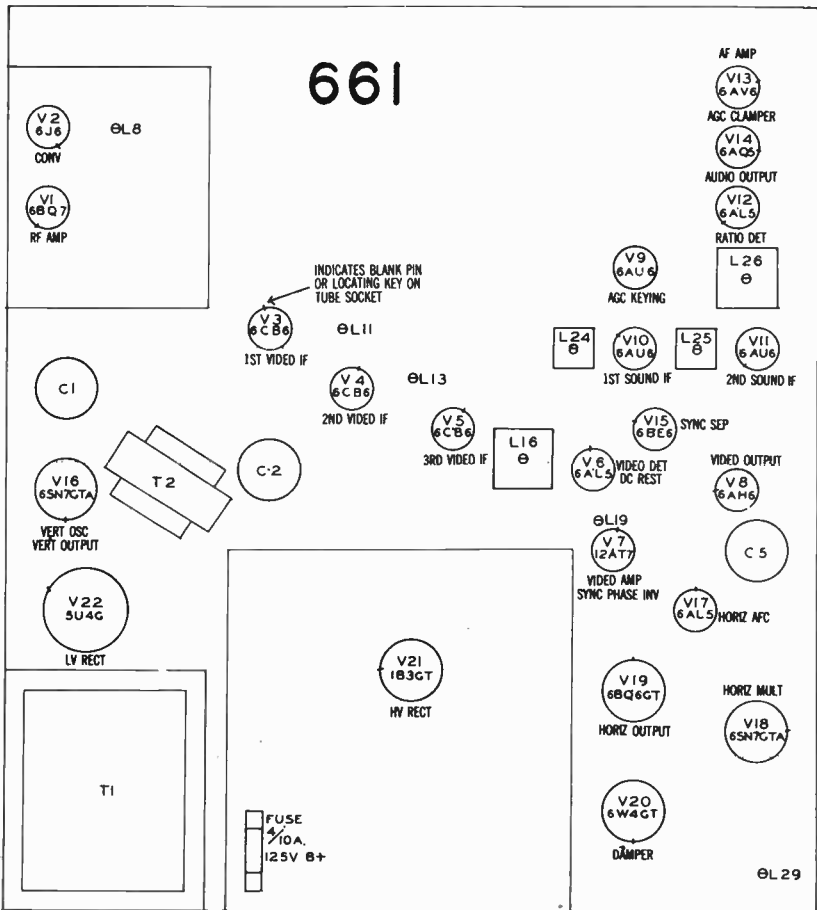 661
AF AMP
V13
6AV6
AGC CLAMPER
V14
6AQ5
AUDIO OUTPUT
V12
6AL5
RATIO DET
V2
6J6
CONV
L8
V1
6BQ7
RF AMP
INDICATES BLANK PIN
OR LOCATING KEY ON
TUBE SOCKET
V9
6AU6
AGC KEYING
L26
V3
6CB6
1ST VIDEO IF
L11
L24
V10
6AU6
1ST SOUND IF
L25
V11
6AU6
2ND SOUND IF
C1
V4
6CB6
2ND VIDEO IF
L13
V5
6CB6
3RD VIDEO IF
L16
V15
6BE6
SYNC SEP
V6
6AL5
VIDEO DET
DC REST
VIDEO OUTPUT
V8
6AH6
V16
6SN7GTA
VERT OSC
VERT OUTPUT
T2
C2
L19
V7
12AT7
VIDEO AMP
SYNC PHASE INV
C5
V22
5U4G
LV RECT
V17
6AL5
HORIZ AFC
V21
1B3GT
HV RECT
V19
6BQ6GT
HORIZ OUTPUT
HORIZ MULT
V18
6SN7GTA
T1
FUSE
4/10A.
125V B+
V20
6W4GT
DAMPER
L29